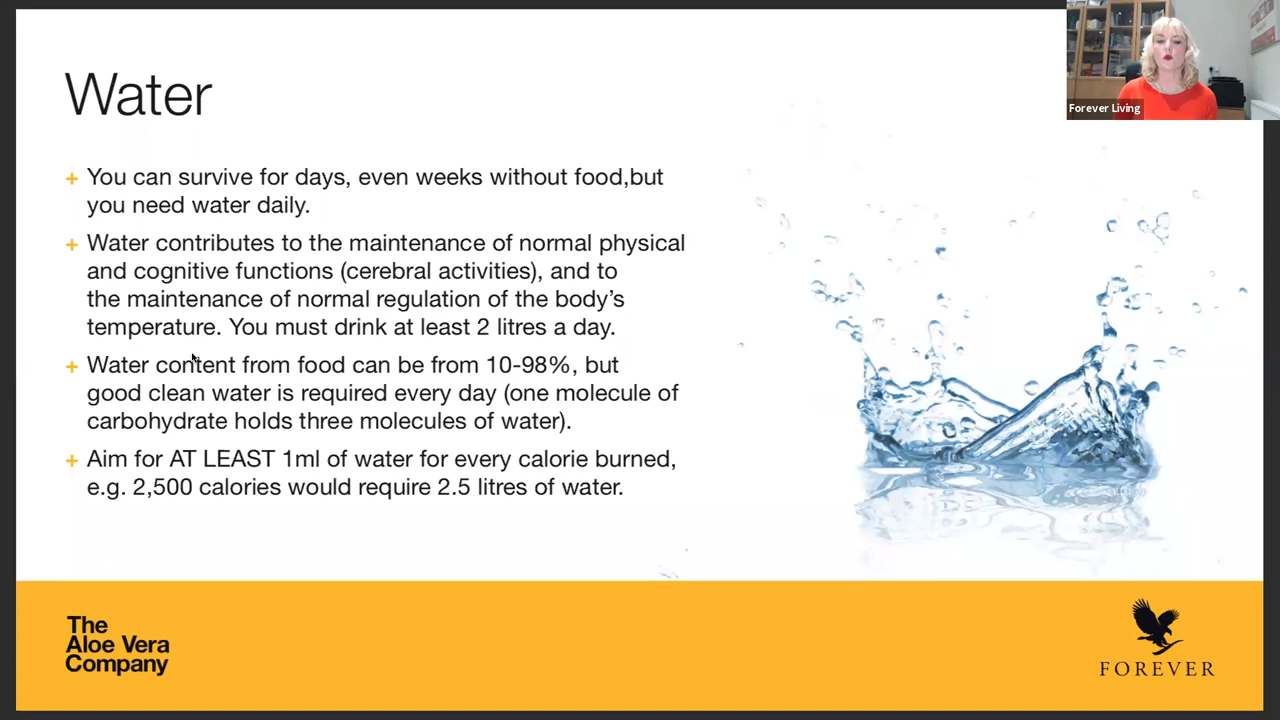 Water
Forever Living
+ You can survive for days, even weeks without food,but
you need water daily.
+ Water contributes to the maintenance of normal physical
and cognitive functions (cerebral activities), and to
the maintenance of normal regulation of the body’s
temperature. You must drink at least 2 litres a day.
+ Water content from food can be from 10-98%, but
good clean water is required every day (one molecule of
carbohydrate holds three molecules of water).
+ Aim for AT LEAST 1ml of water for every calorie burned,
e.g. 2,500 calories would require 2.5 litres of water.
The
Aloe Vera
Company
FOREVER